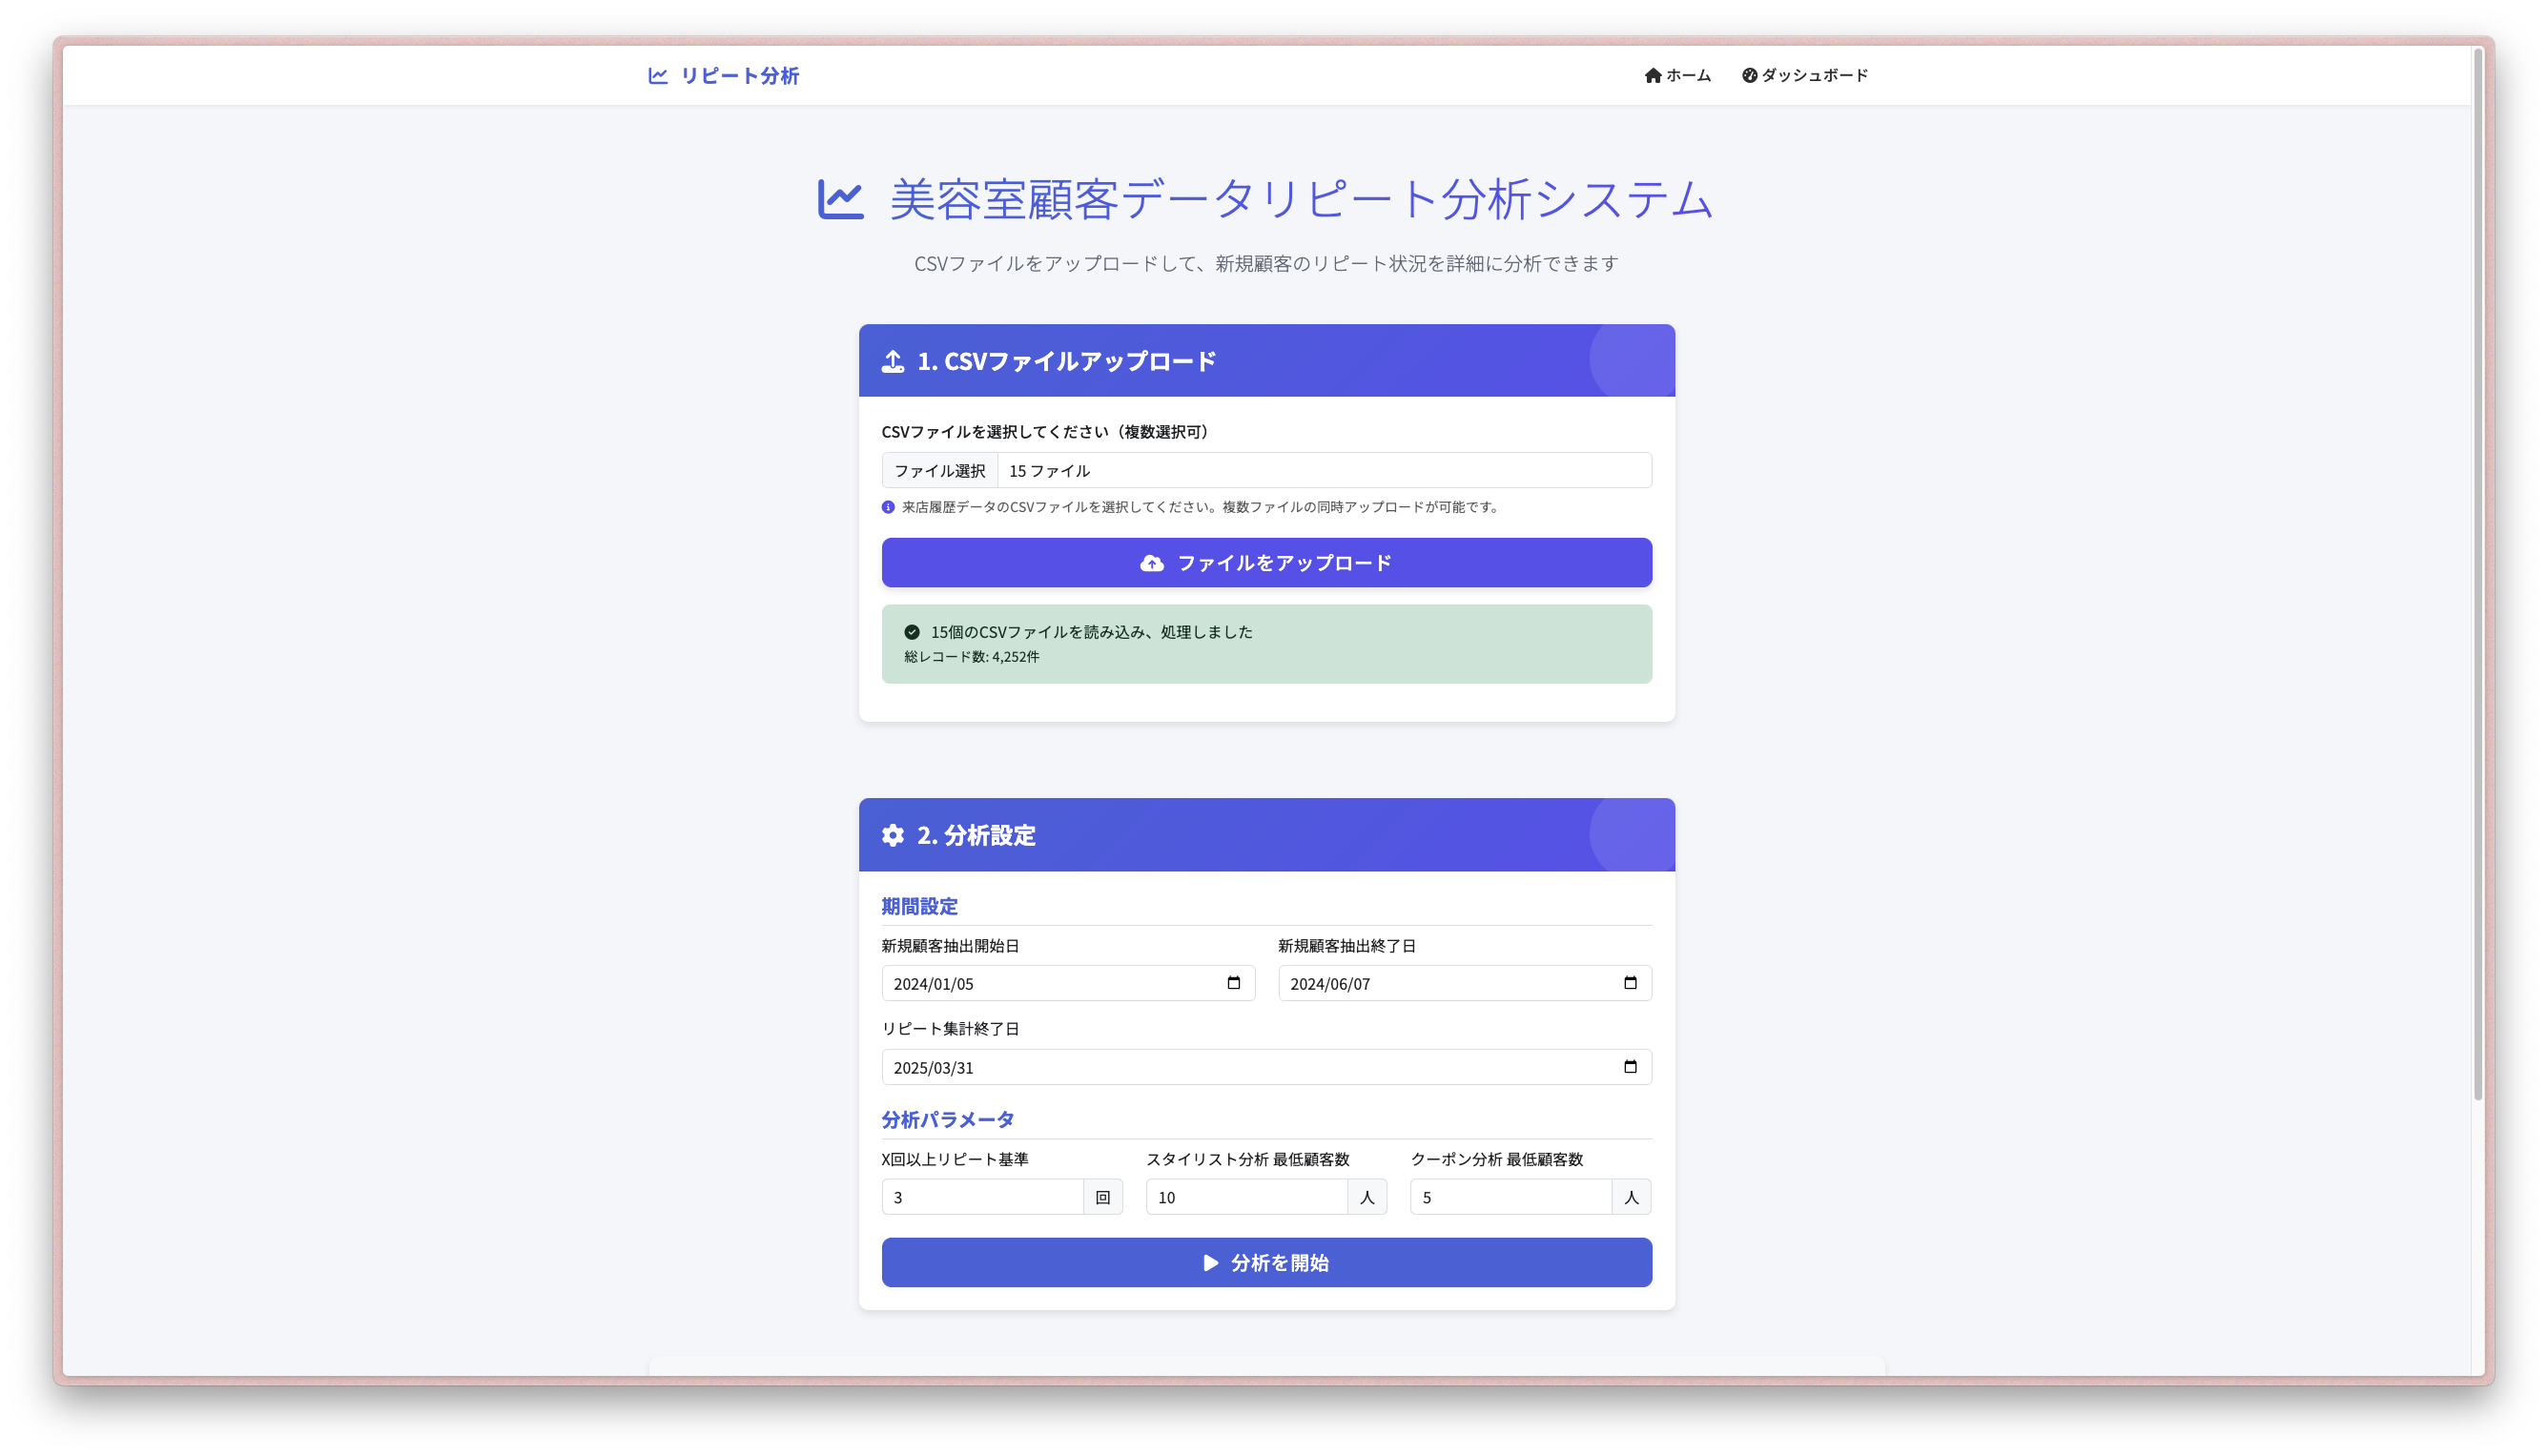 リピート分析
ホーム
ダッシュボード
美容室顧客データリピート分析システム
CSVファイルをアップロードして、新規顧客のリピート状況を詳細に分析できます
1. CSVファイルアップロード
CSVファイルを選択してください（複数選択可）
ファイル選択 15 ファイル
来店履歴データのCSVファイルを選択してください。複数ファイルの同時アップロードが可能です。
ファイルをアップロード
15個のCSVファイルを読み込み、処理しました
総レコード数: 4,252件
2. 分析設定
期間設定
新規顧客抽出開始日
2024/01/05
新規顧客抽出終了日
2024/06/07
リピート集計終了日
2025/03/31
分析パラメータ
X回以上リピート基準
3 回
スタイリスト分析 最低顧客数
10 人
クーポン分析 最低顧客数
5 人
分析を開始